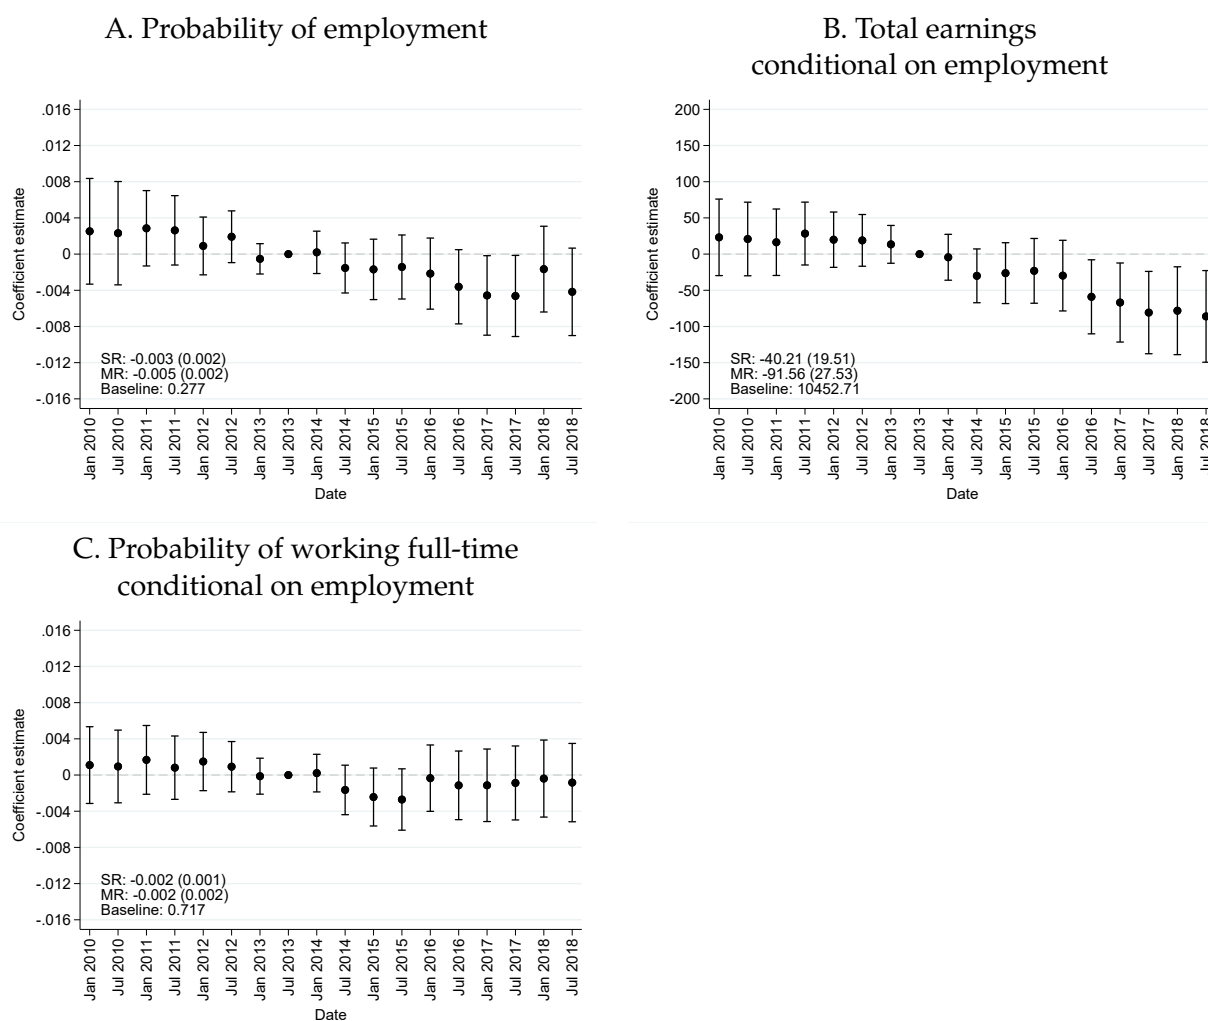 A. Probability of employment
.016
.012
.008
.004
0
-.004
-.008
-.012
-.016
Coefficient estimate
SR: -0.003 (0.002)
MR: -0.005 (0.002)
Baseline: 0.277
Jan 2010
Jul 2010
Jan 2011
Jul 2011
Jan 2012
Jul 2012
Jan 2013
Jul 2013
Jan 2014
Jul 2014
Jan 2015
Jul 2015
Jan 2016
Jul 2016
Jan 2017
Jul 2017
Jan 2018
Jul 2018
Date
B. Total earnings
conditional on employment
200
150
100
50
0
-50
-100
-150
-200
Coefficient estimate
SR: -40.21 (19.51)
MR: -91.56 (27.53)
Baseline: 10452.71
Jan 2010
Jul 2010
Jan 2011
Jul 2011
Jan 2012
Jul 2012
Jan 2013
Jul 2013
Jan 2014
Jul 2014
Jan 2015
Jul 2015
Jan 2016
Jul 2016
Jan 2017
Jul 2017
Jan 2018
Jul 2018
Date
C. Probability of working full-time
conditional on employment
.016
.012
.008
.004
0
-.004
-.008
-.012
-.016
Coefficient estimate
SR: -0.002 (0.001)
MR: -0.002 (0.002)
Baseline: 0.717
Jan 2010
Jul 2010
Jan 2011
Jul 2011
Jan 2012
Jul 2012
Jan 2013
Jul 2013
Jan 2014
Jul 2014
Jan 2015
Jul 2015
Jan 2016
Jul 2016
Jan 2017
Jul 2017
Jan 2018
Jul 2018
Date